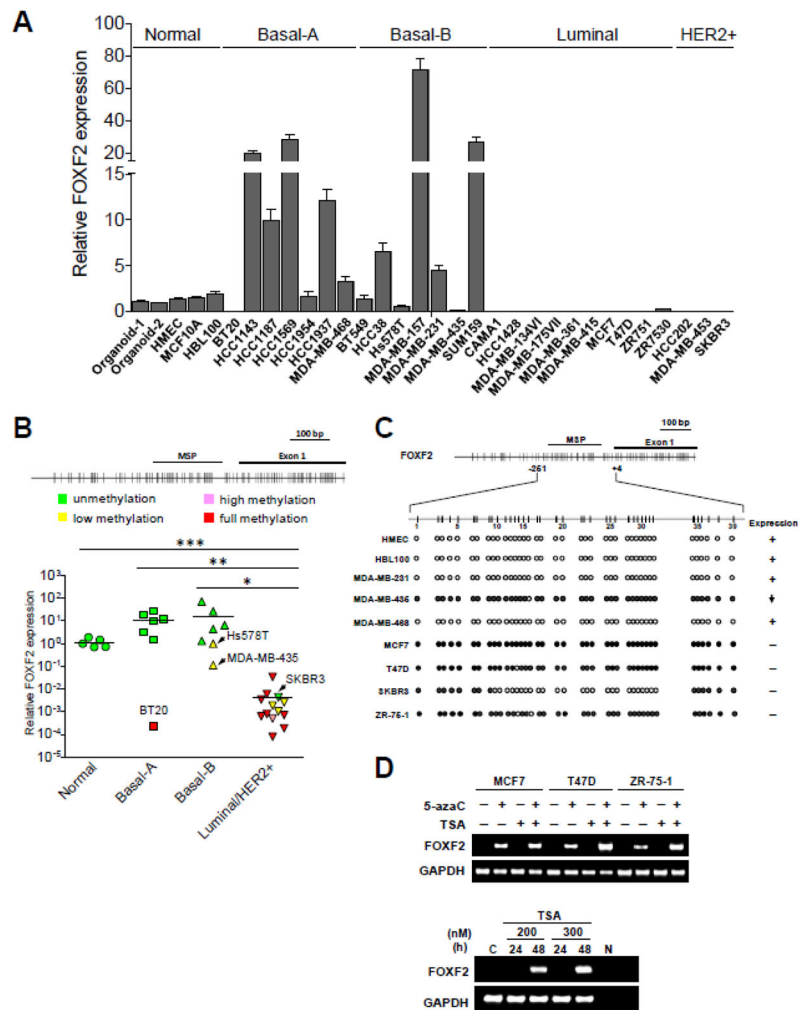 A
Normal Basal-A Basal-B Luminal HER2+
Relative FOXF2 expression
100
80
60
40
20
15
10
5
0
Organoid-1
Organoid-2
HMEC
MCF10A
HBL100
BT20
HCC1143
HCC1187
HCC1569
HCC1954
HCC1937
MDA-MB-468
BT549
HCC38
Hs578T
MDA-MB-157
MDA-MB-231
MDA-MB-435
SUM159
CAMA1
HCC1428
MDA-MB-134VI
MDA-MB-175VII
MDA-MB-361
MDA-MB-415
MCF7
T47D
ZR751
ZR7530
HCC202
MDA-MB-453
SKBR3
B
100 bp
MSP Exon 1
unmethylation high methylation
low methylation full methylation
***
**
*
Relative FOXF2 expression
10³
10²
10¹
10⁰
10⁻¹
10⁻²
10⁻³
10⁻⁴
10⁻⁵
Hs578T
MDA-MB-435
SKBR3
BT20
Normal
Basal-A
Basal-B
Luminal/HER2+
C
100 bp
MSP Exon 1
FOXF2
-261 +4
1 5 10 15 20 25 30 35 39 Expression
HMEC +
HBL100 +
MDA-MB-231 +
MDA-MB-435
MDA-MB-468 +
MCF7 –
T47D –
SKBR3 –
ZR-75-1 –
D
MCF7 T47D ZR-75-1
5-azaC – + – + – + – + – + – +
TSA – – + + – – + + – – + +
FOXF2
GAPDH
TSA
(nM) 200 300
(h) C 24 48 24 48 N
FOXF2
GAPDH